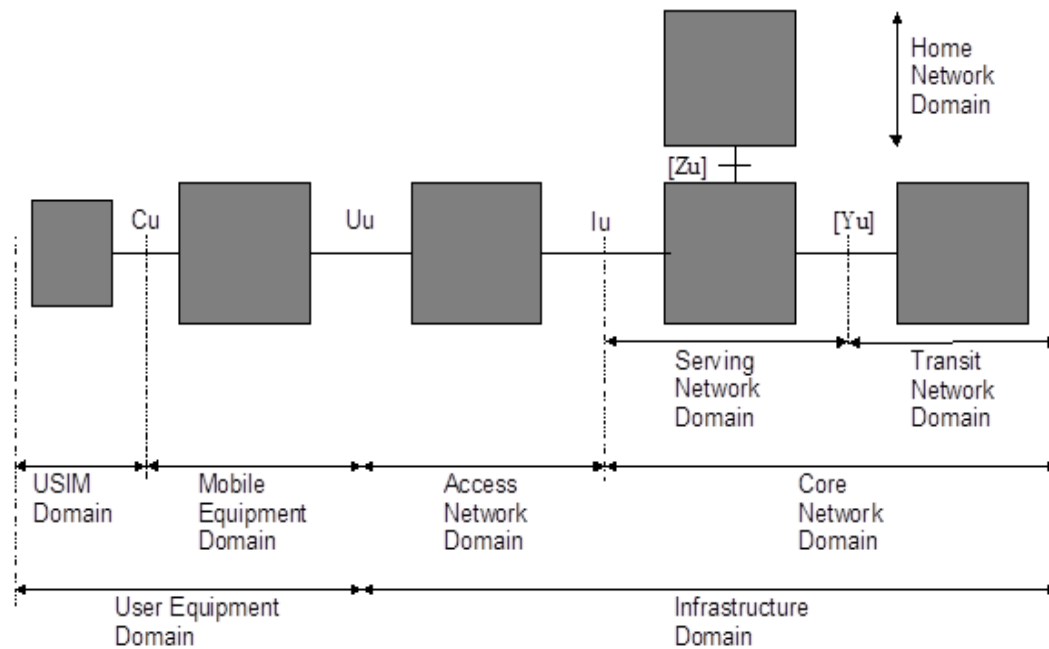 Home
Network
Domain
[Zu]
Cu
Uu
Iu
[Yu]
Serving
Network
Domain
Transit
Network
Domain
USIM
Domain
Mobile
Equipment
Domain
Access
Network
Domain
Core
Network
Domain
User Equipment
Domain
Infrastructure
Domain